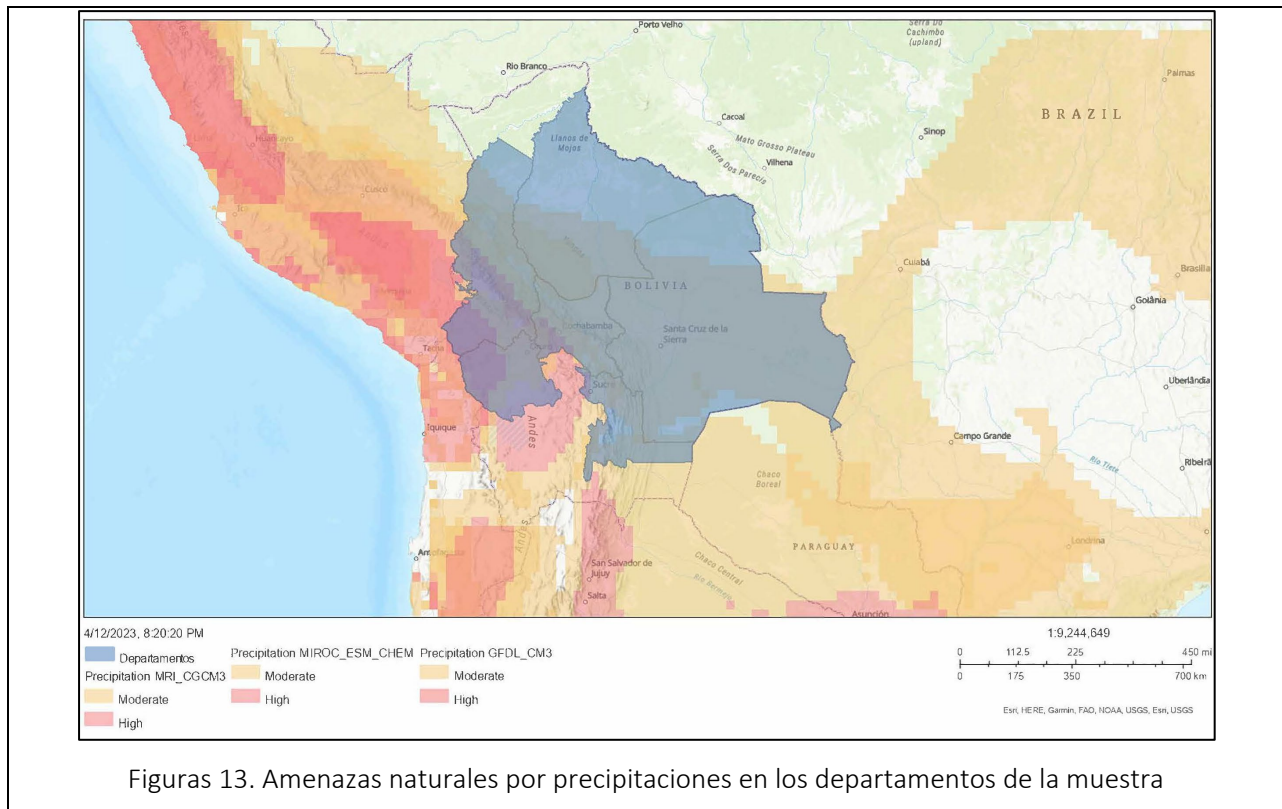 Porto Velho
Serra Do
Cachimbo
(upland)
Rio Branco
Palmas
BRAZIL
Llanos de
Mojos
Cacoal
Mato Grosso Plateau
Sinop
Serra Dos Parecis
Vilhena
Cusco
Cuiabá
Brasília
BOLIVIA
Goiânia
Cochabamba
Santa Cruz de la
Sierra
Tacna
Sucre
Uberlândia
Iquique
Andes
Campo Grande
Rio Tiete
Ribeirã
Chaco
Boreal
Andes
PARAGUAY
Londrina
San Salvador de
Jujuy
Chaco Central
Salta
Asunción
4/12/2023, 8:20:20 PM
Departamentos
Precipitation MRI_CGCM3
Moderate
High
Precipitation MIROC_ESM_CHEM
Moderate
High
Precipitation GFDL_CM3
Moderate
High
1:9,244,649
0 112.5 225 450 mi
0 175 350 700 km
Esri, HERE, Garmin, FAO, NOAA, USGS, Esri, USGS
Figuras 13. Amenazas naturales por precipitaciones en los departamentos de la muestra